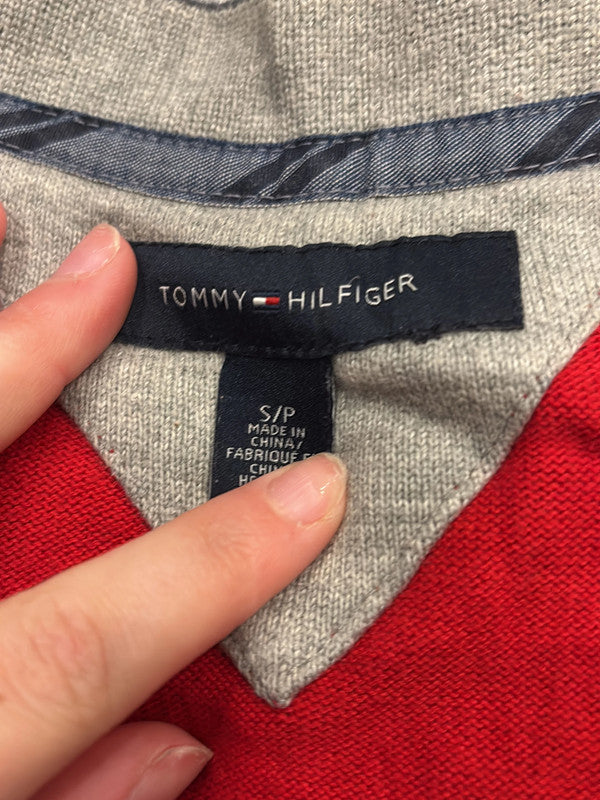 TOMMY HILFIGER
S/P
MADE IN
CHINA/
FABRIQUE